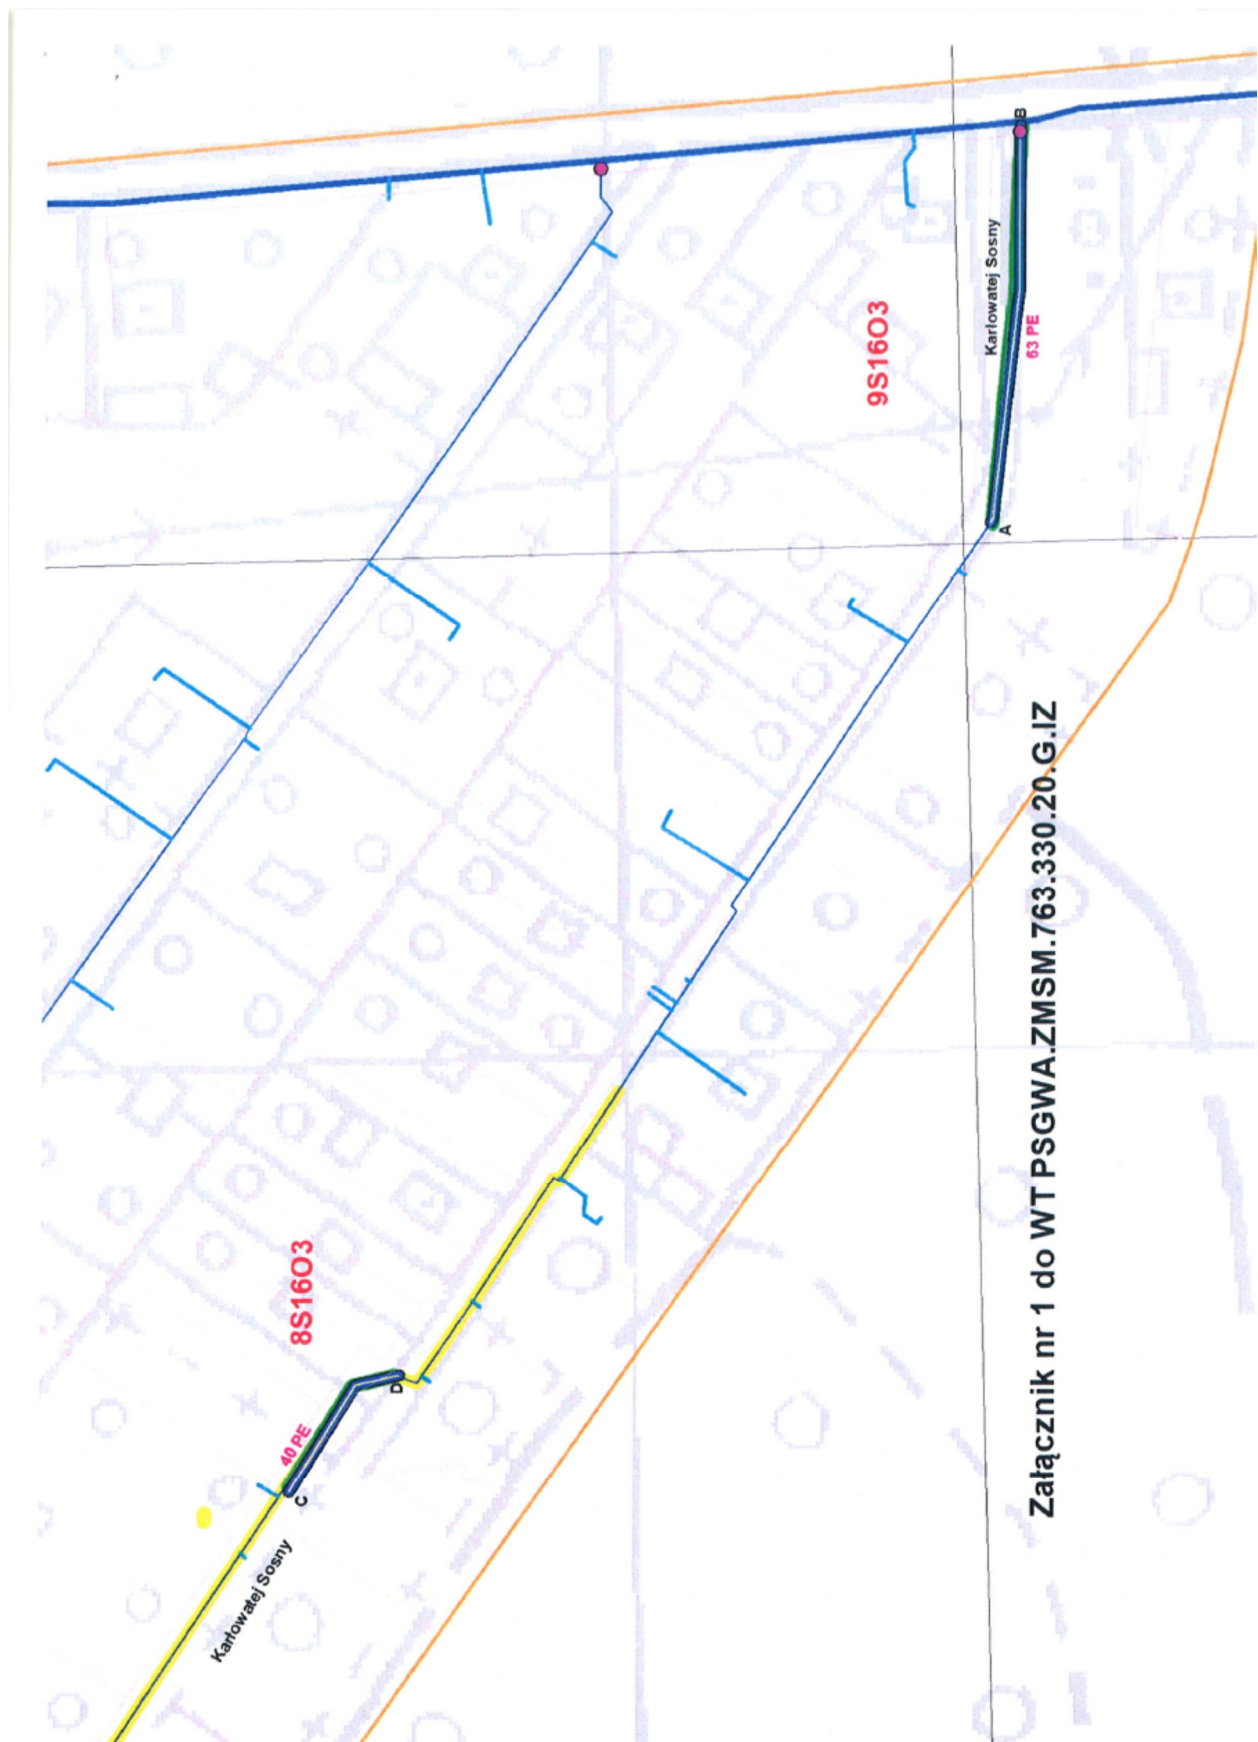 B
Karłowatej Sosny
63 PE
9S16O3
A
Załącznik nr 1 do WT PSGWA.ZMSM.763.330.20.G.IZ
8S16O3
D
40 PE
C
Karłowatej Sosny